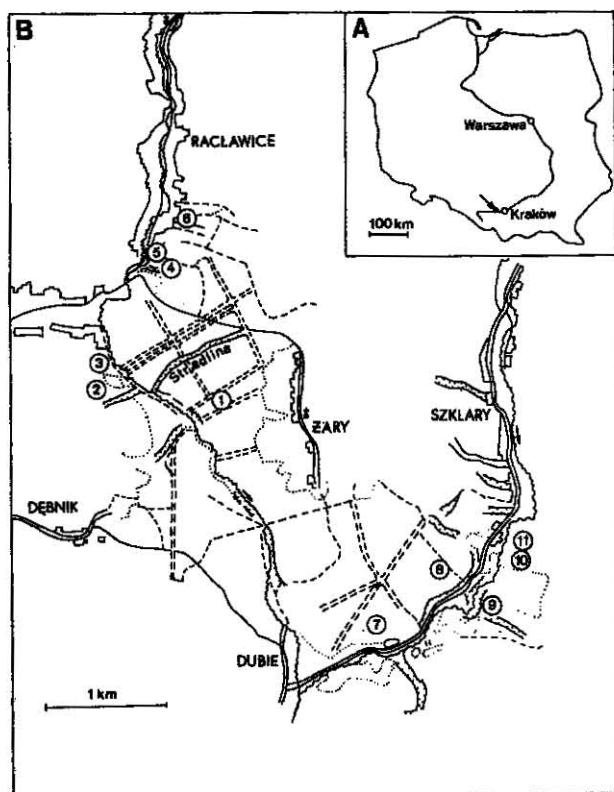 B
A
Warszawa
Kraków
100 km
RACŁAWICE
6
5
4
3
2
Striedlina
1
ŻARY
SZKLARY
DĘBNIK
11
10
8
9
7
DUBIE
1 km